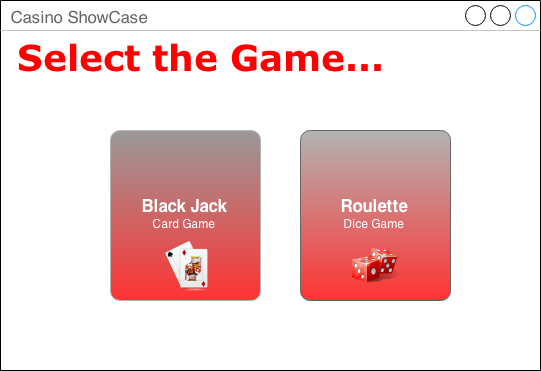 Casino ShowCase
Select the Game...
Black Jack
Card Game
Roulette
Dice Game